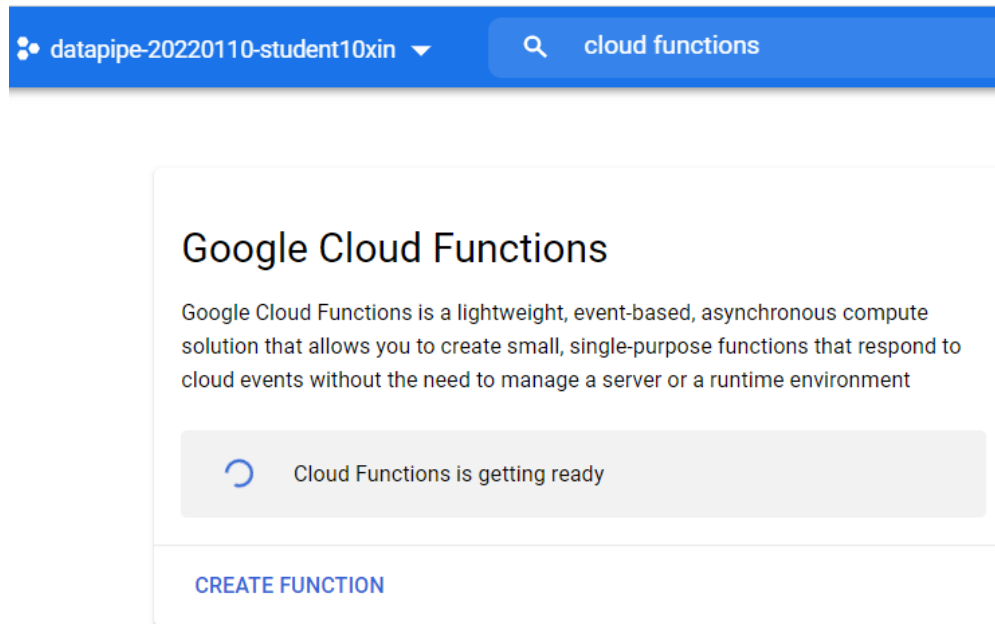 datapipe-20220110-student10xin
cloud functions
Google Cloud Functions
Google Cloud Functions is a lightweight, event-based, asynchronous compute
solution that allows you to create small, single-purpose functions that respond to
cloud events without the need to manage a server or a runtime environment
Cloud Functions is getting ready
CREATE FUNCTION